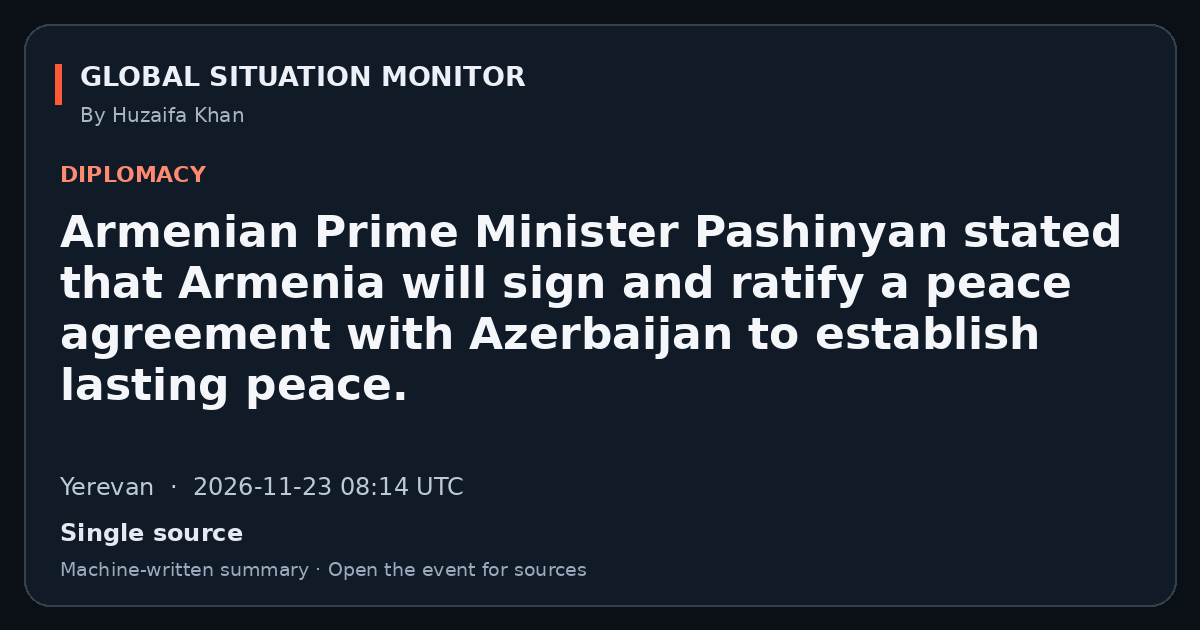 GLOBAL SITUATION MONITOR
By Huzaifa Khan
DIPLOMACY
Armenian Prime Minister Pashinyan stated
that Armenia will sign and ratify a peace
agreement with Azerbaijan to establish
lasting peace.
Yerevan · 2026-11-23 08:14 UTC
Single source
Machine-written summary · Open the event for sources